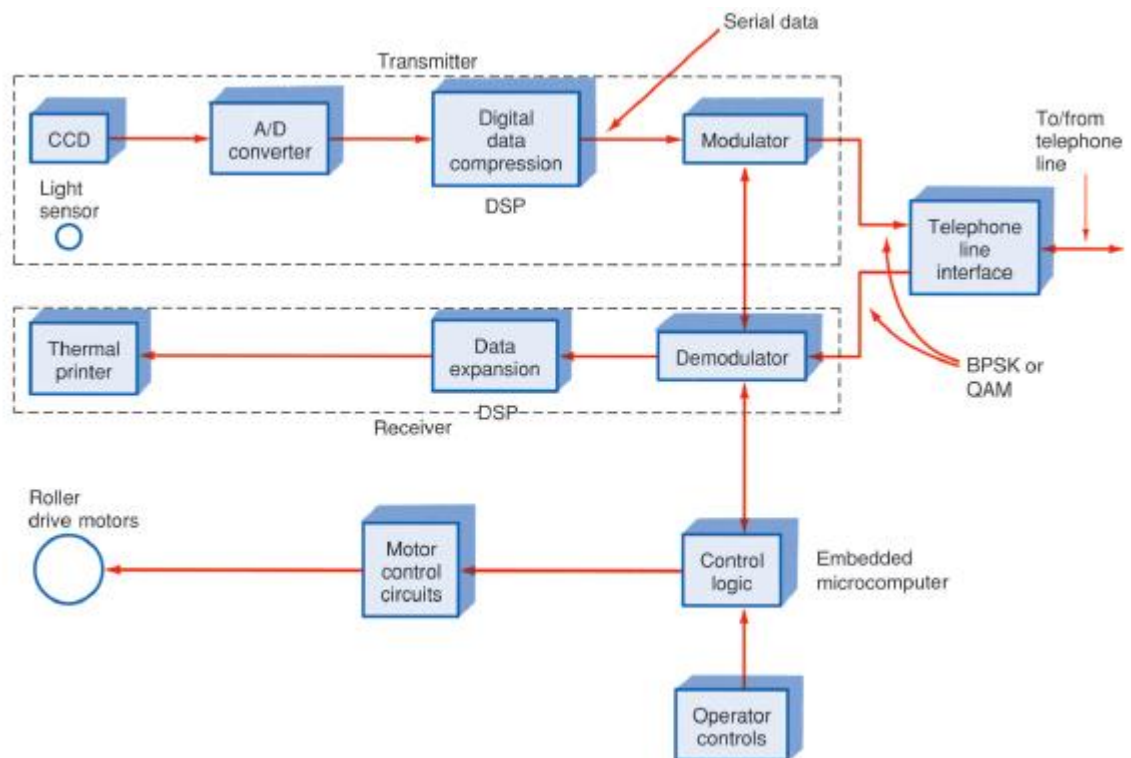 Serial data
Transmitter
CCD
A/D
converter
Digital
data
compression
Modulator
To/from
telephone
line
Light
sensor
DSP
Telephone
line
interface
Thermal
printer
Data
expansion
Demodulator
BPSK or
QAM
DSP
Receiver
Roller
drive motors
Motor
control
circuits
Control
logic
Embedded
microcomputer
Operator
controls